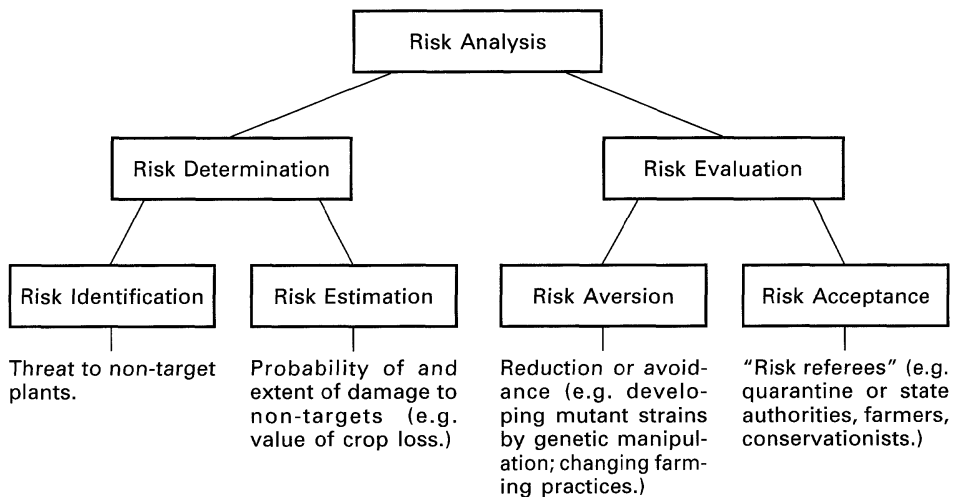 Risk Analysis
Risk Determination
Risk Evaluation
Risk Identification
Risk Estimation
Risk Aversion
Risk Acceptance
Threat to non-target
plants.
Probability of and
extent of damage to
non-targets (e.g.
value of crop loss.)
Reduction or avoid-
ance (e.g. develo-
ping mutant strains
by genetic manipul-
ation; changing farm-
ing practices.)
"Risk referees" (e.g.
quarantine or state
authorities, farmers,
conservationists.)